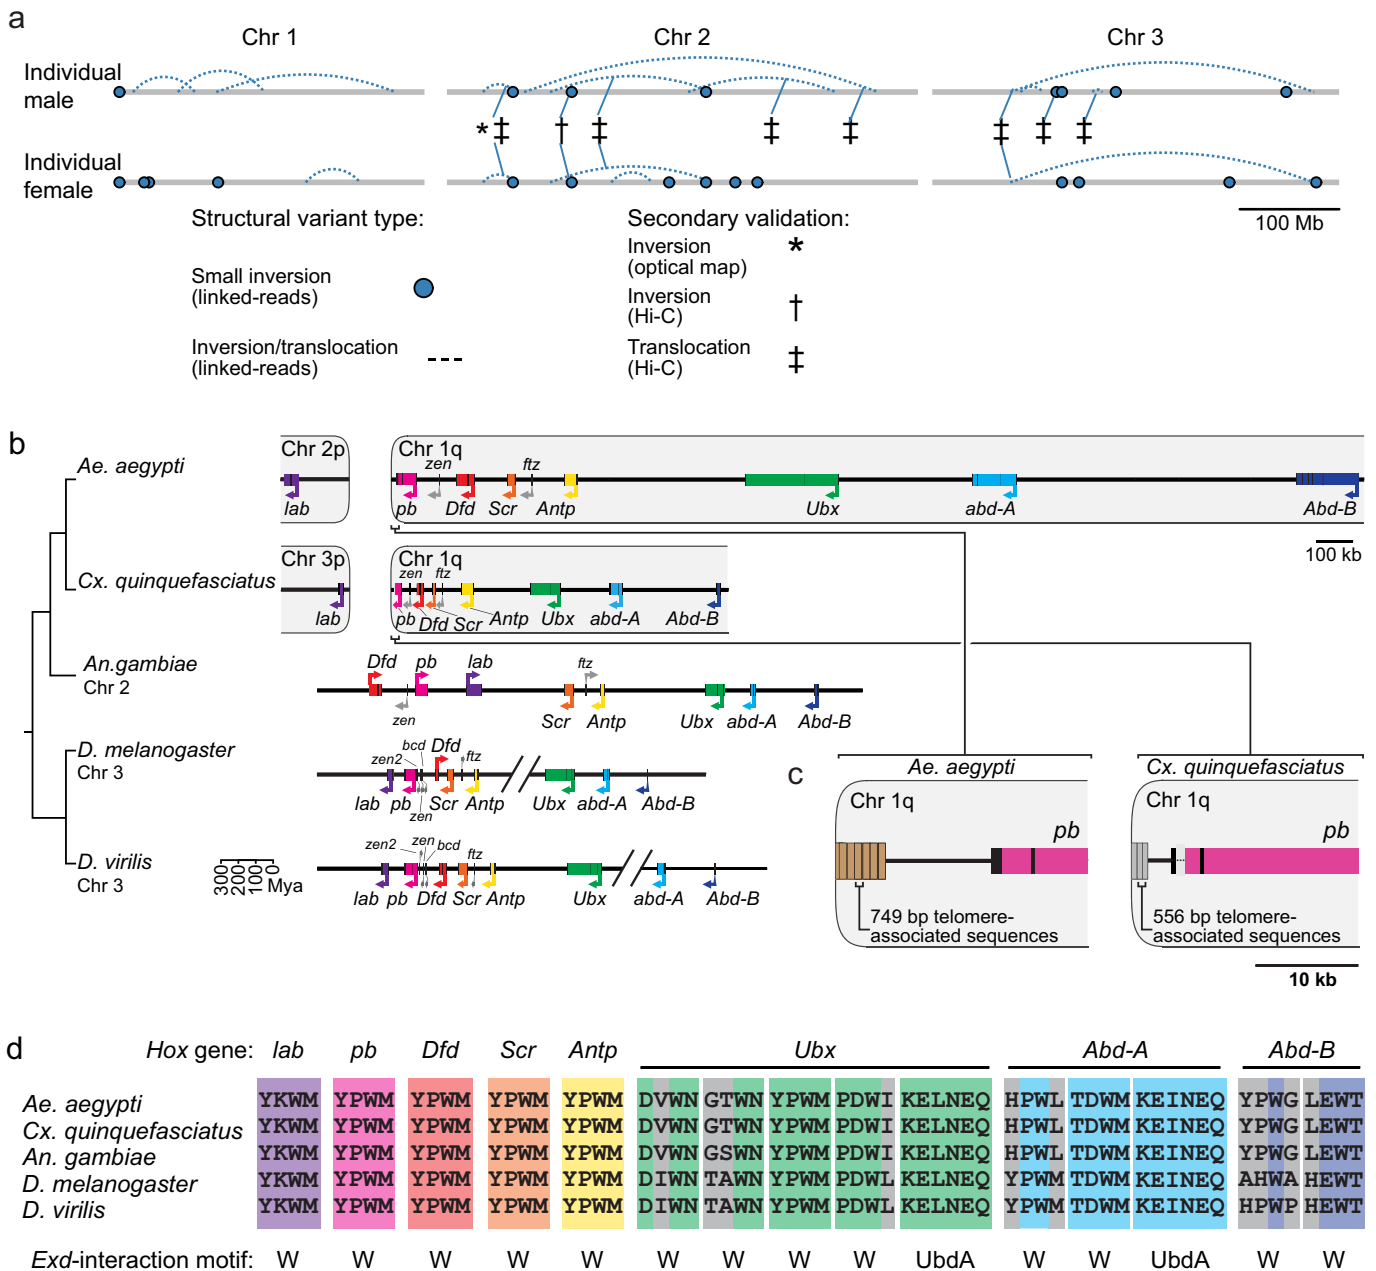 a
Chr 1
Chr 2
Chr 3
Individual
male
* ‡ † ‡ ‡ ‡ ‡ ‡ ‡
Individual
female
100 Mb
Structural variant type:
Small inversion
(linked-reads)
Inversion/translocation
(linked-reads)
Secondary validation:
Inversion
(optical map)
*
Inversion
(Hi-C)
†
Translocation
(Hi-C)
‡
b
Ae. aegypti
Chr 2p
lab
Chr 1q
zen
ftz
pb Dfd Scr Antp Ubx abd-A Abd-B
100 kb
Cx. quinquefasciatus
Chr 3p
lab
Chr 1q
zen ftz
pb Dfd Scr Antp Ubx abd-A Abd-B
An.gambiae
Chr 2
Dfd pb lab ftz
zen Scr Antp Ubx abd-A Abd-B
D. melanogaster
Chr 3
zen2 bcd Dfd ftz
lab pb zen Scr Antp Ubx abd-A Abd-B
D. virilis
Chr 3
zen2 zen bcd ftz
lab pb Dfd Scr Antp Ubx abd-A Abd-B
300 200 100 0 Mya
c
Ae. aegypti
Chr 1q
pb
749 bp telomere-
associated sequences
Cx. quinquefasciatus
Chr 1q
pb
556 bp telomere-
associated sequences
10 kb
d
Hox gene: lab pb Dfd Scr Antp Ubx Abd-A Abd-B
Ae. aegypti YKWM YPWM YPWM YPWM YPWM DVWN GTWN YPWM PDWI KELNEQ HPWL TDWM KEINEQ YPWG LEWT
Cx. quinquefasciatus YKWM YPWM YPWM YPWM YPWM DVWN GTWN YPWM PDWI KELNEQ HPWL TDWM KEINEQ YPWG LEWT
An. gambiae YKWM YPWM YPWM YPWM YPWM DVWN GSWN YPWM PDWI KELNEQ HPWL TDWM KEINEQ YPWG LEWT
D. melanogaster YKWM YPWM YPWM YPWM YPWM DIWN TAWN YPWM PDWL KELNEQ YPWM TDWM KEINEQ AHWA HEWT
D. virilis YKWM YPWM YPWM YPWM YPWM DIWN TAWN YPWM PDWL KELNEQ YPWM TDWM KEINEQ HPWP HEWT
Exd-interaction motif: W W W W W W W W W UbdA W W UbdA W W